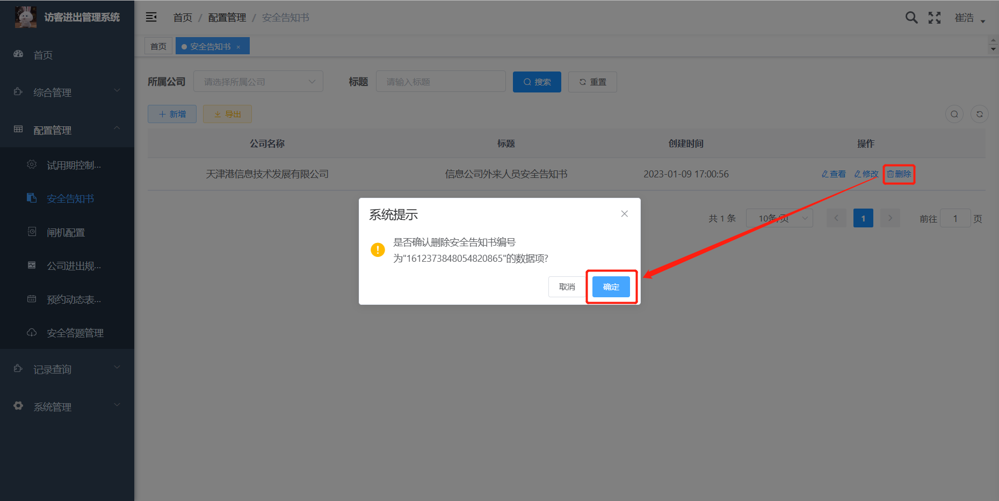 访客进出管理系统
首页 / 配置管理 / 安全告知书
崔浩
首页
安全告知书 ×
首页
综合管理
配置管理
试用期控制...
安全告知书
闸机配置
公司进出规...
预约动态表...
安全答题管理
记录查询
系统管理
所属公司 请选择所属公司 标题 请输入标题 搜索 重置
新增 导出
公司名称 标题 创建时间 操作
天津港信息技术发展有限公司 信息公司外来人员安全告知书 2023-01-09 17:00:56 查看 修改 删除
共 1 条 10条/页 1 前往 1 页
系统提示
是否确认删除安全告知书编号
为"1612373848054820865"的数据项?
取消 确定